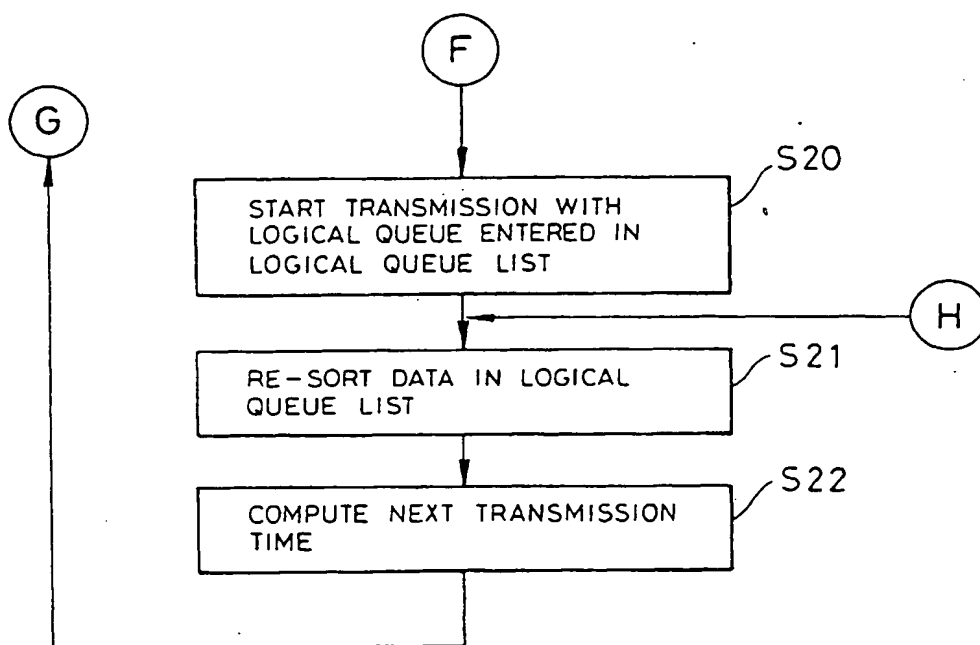 F
G
S20
START TRANSMISSION WITH
LOGICAL QUEUE ENTERED IN
LOGICAL QUEUE LIST
H
S21
RE-SORT DATA IN LOGICAL
QUEUE LIST
S22
COMPUTE NEXT TRANSMISSION
TIME